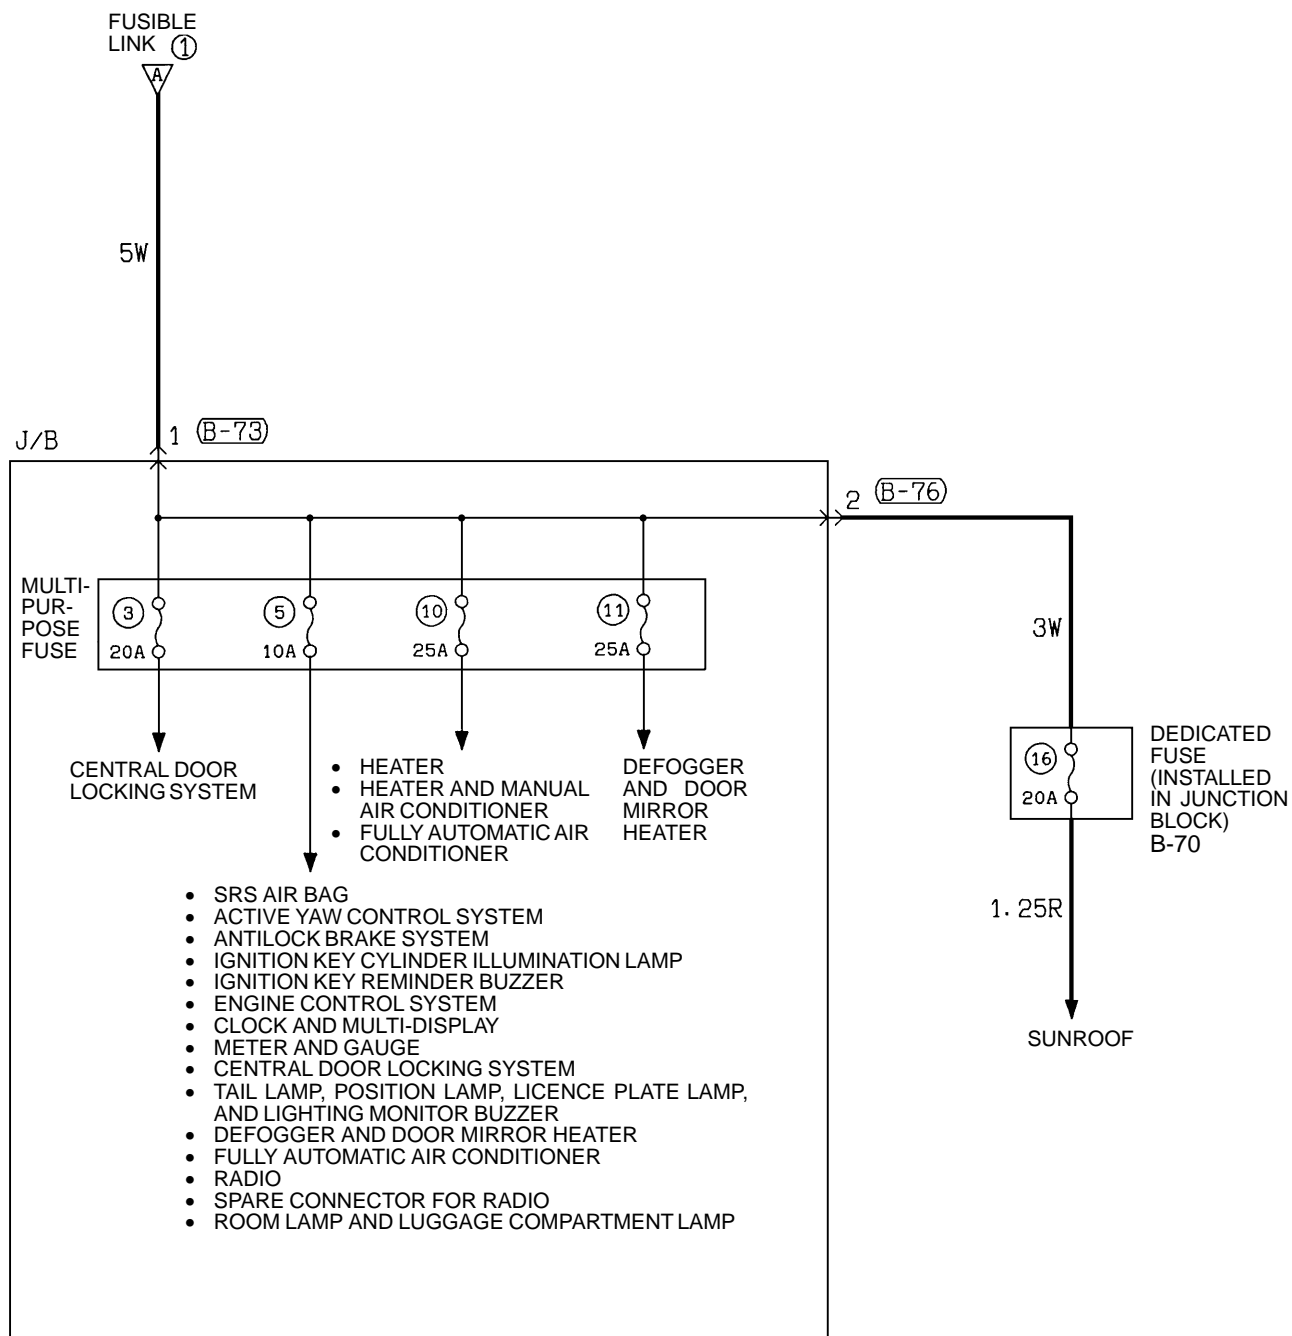 FUSIBLE
LINK ①
A
5W
J/B
1 (B-73)
2 (B-76)
MULTI-
PUR-
POSE
FUSE
③ 20A
⑤ 10A
⑩ 25A
⑪ 25A
3W
⑯ 20A
DEDICATED
FUSE
(INSTALLED
IN JUNCTION
BLOCK)
B-70
CENTRAL DOOR
LOCKING SYSTEM
• HEATER
• HEATER AND MANUAL
AIR CONDITIONER
• FULLY AUTOMATIC AIR
CONDITIONER
DEFOGGER
AND DOOR
MIRROR
HEATER
• SRS AIR BAG
• ACTIVE YAW CONTROL SYSTEM
• ANTILOCK BRAKE SYSTEM
• IGNITION KEY CYLINDER ILLUMINATION LAMP
• IGNITION KEY REMINDER BUZZER
• ENGINE CONTROL SYSTEM
• CLOCK AND MULTI-DISPLAY
• METER AND GAUGE
• CENTRAL DOOR LOCKING SYSTEM
• TAIL LAMP, POSITION LAMP, LICENCE PLATE LAMP,
AND LIGHTING MONITOR BUZZER
• DEFOGGER AND DOOR MIRROR HEATER
• FULLY AUTOMATIC AIR CONDITIONER
• RADIO
• SPARE CONNECTOR FOR RADIO
• ROOM LAMP AND LUGGAGE COMPARTMENT LAMP
1.25R
SUNROOF